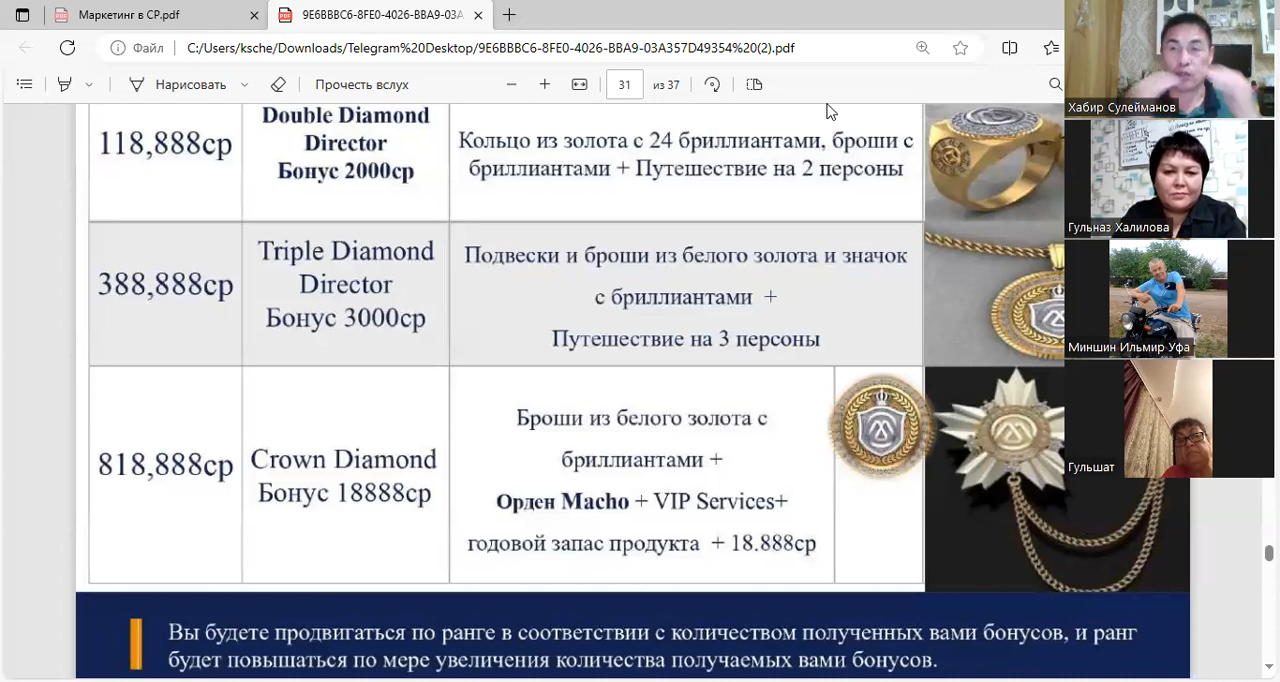 Маркетинг в СР.pdf
9E6BBBC6-8FE0-4026-BBA9-03A
Файл
C:/Users/ksche/Downloads/Telegram%20Desktop/9E6BBBC6-8FE0-4026-BBA9-03A357D49354%20(2).pdf
Нарисовать
Прочесть вслух
31
из 37
118,888ср
Double Diamond
Director
Бонус 2000ср
Кольцо из золота с 24 бриллиантами, броши с
бриллиантами + Путешествие на 2 персоны
388,888ср
Triple Diamond
Director
Бонус 3000ср
Подвески и броши из белого золота и значок
с бриллиантами +
Путешествие на 3 персоны
818,888ср
Crown Diamond
Бонус 18888ср
Броши из белого золота с
бриллиантами +
Орден Macho + VIP Services+
годовой запас продукта + 18.888ср
Вы будете продвигаться по ранге в соответствии с количеством полученных вами бонусов, и ранг
будет повышаться по мере увеличения количества получаемых вами бонусов.
Хабир Сулейманов
Гульназ Халилова
Миншин Ильмир Уфа
Гульшат